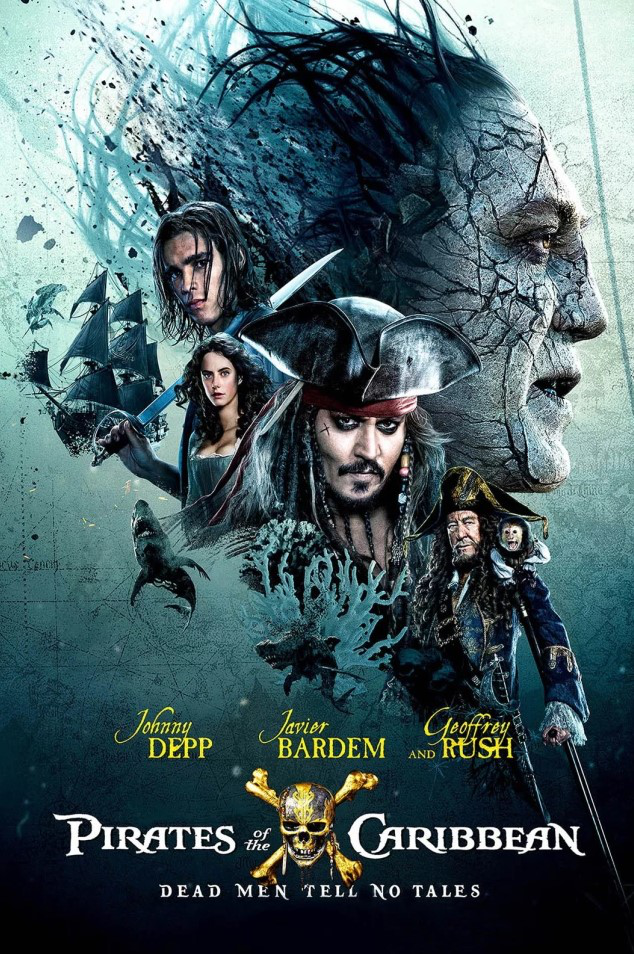 Johnny
DEPP
Javier
BARDEM
Geoffrey
AND RUSH
PIRATES of the CARIBBEAN
DEAD MEN TELL NO TALES